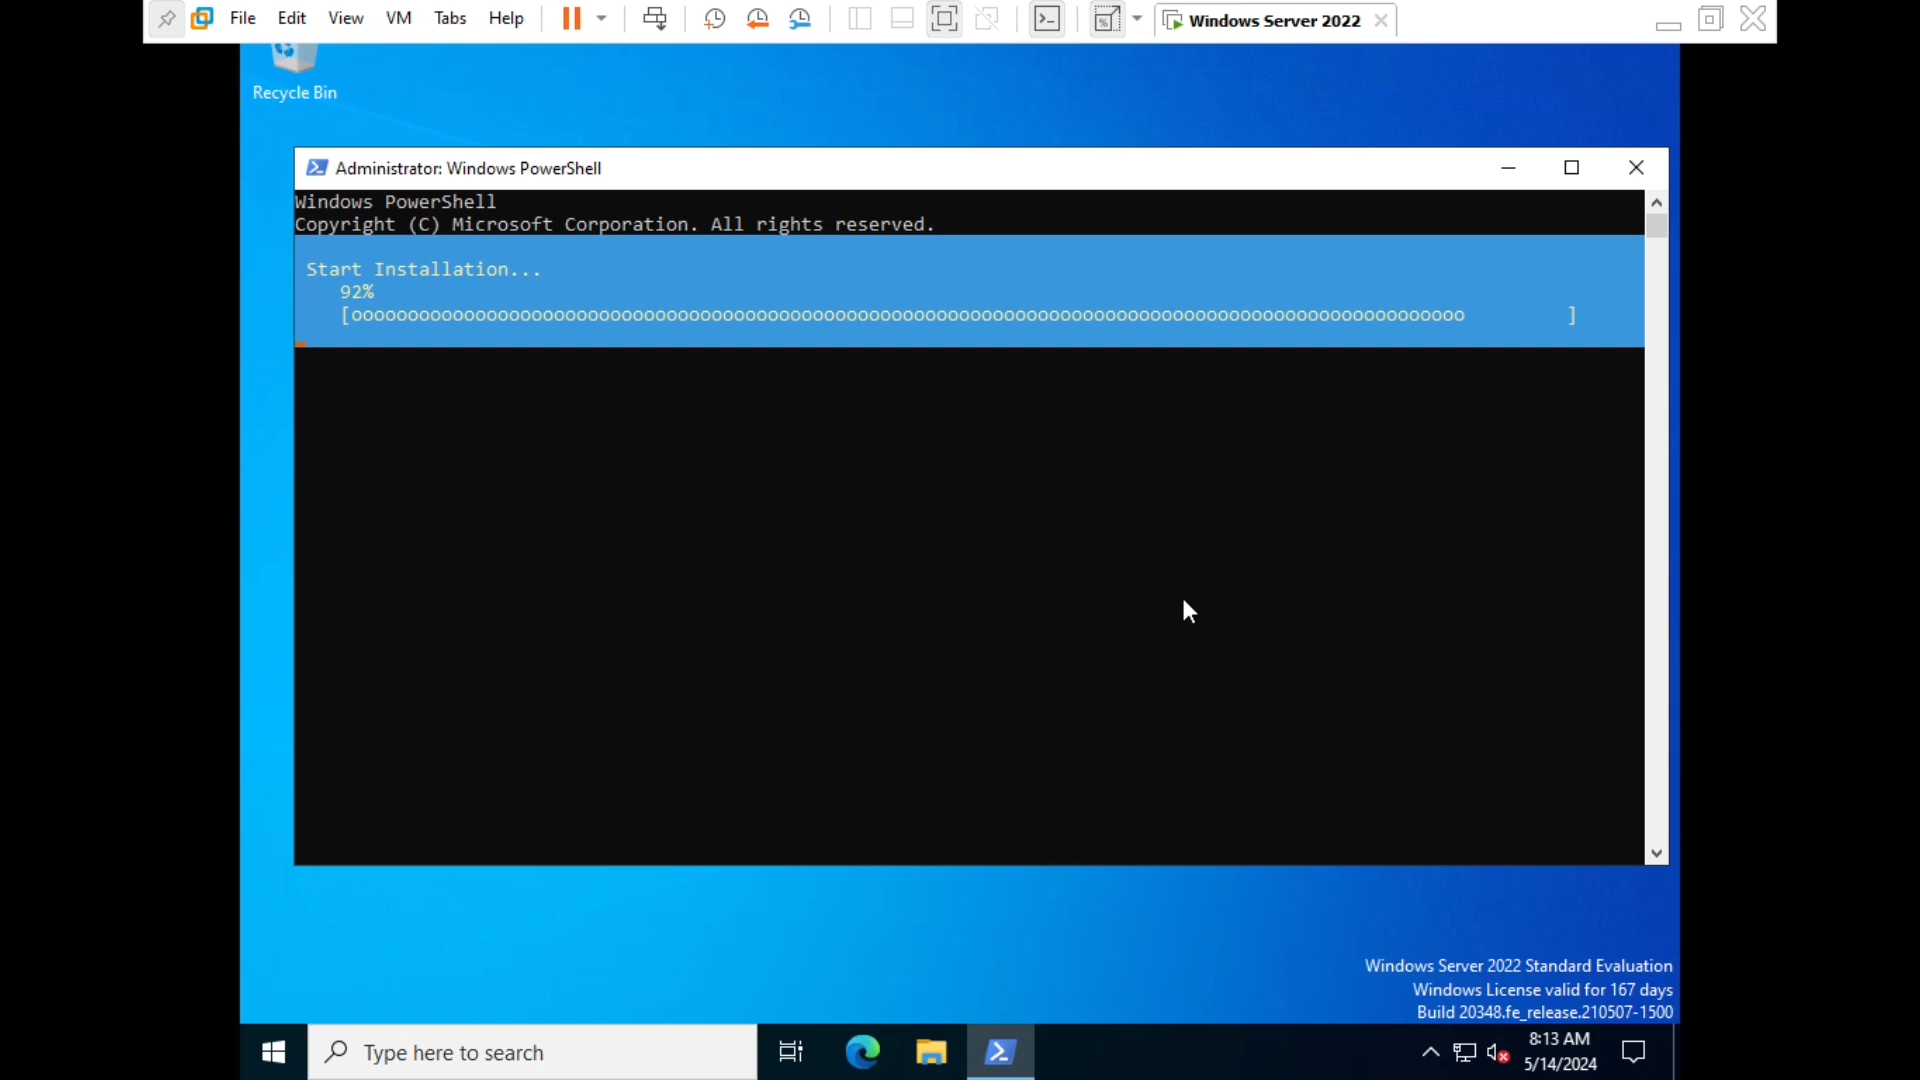 File Edit View VM Tabs Help Windows Server 2022
Recycle Bin
Administrator: Windows PowerShell
Windows PowerShell
Copyright (C) Microsoft Corporation. All rights reserved.
Start Installation...
92%
[ooooooooooooooooooooooooooooooooooooooooooooooooooooooooooooooooooooooooooooooooooooooooooooooooooo ]
Windows Server 2022 Standard Evaluation
Windows License valid for 167 days
Build 20348.fe_release.210507-1500
Type here to search
8:13 AM
5/14/2024